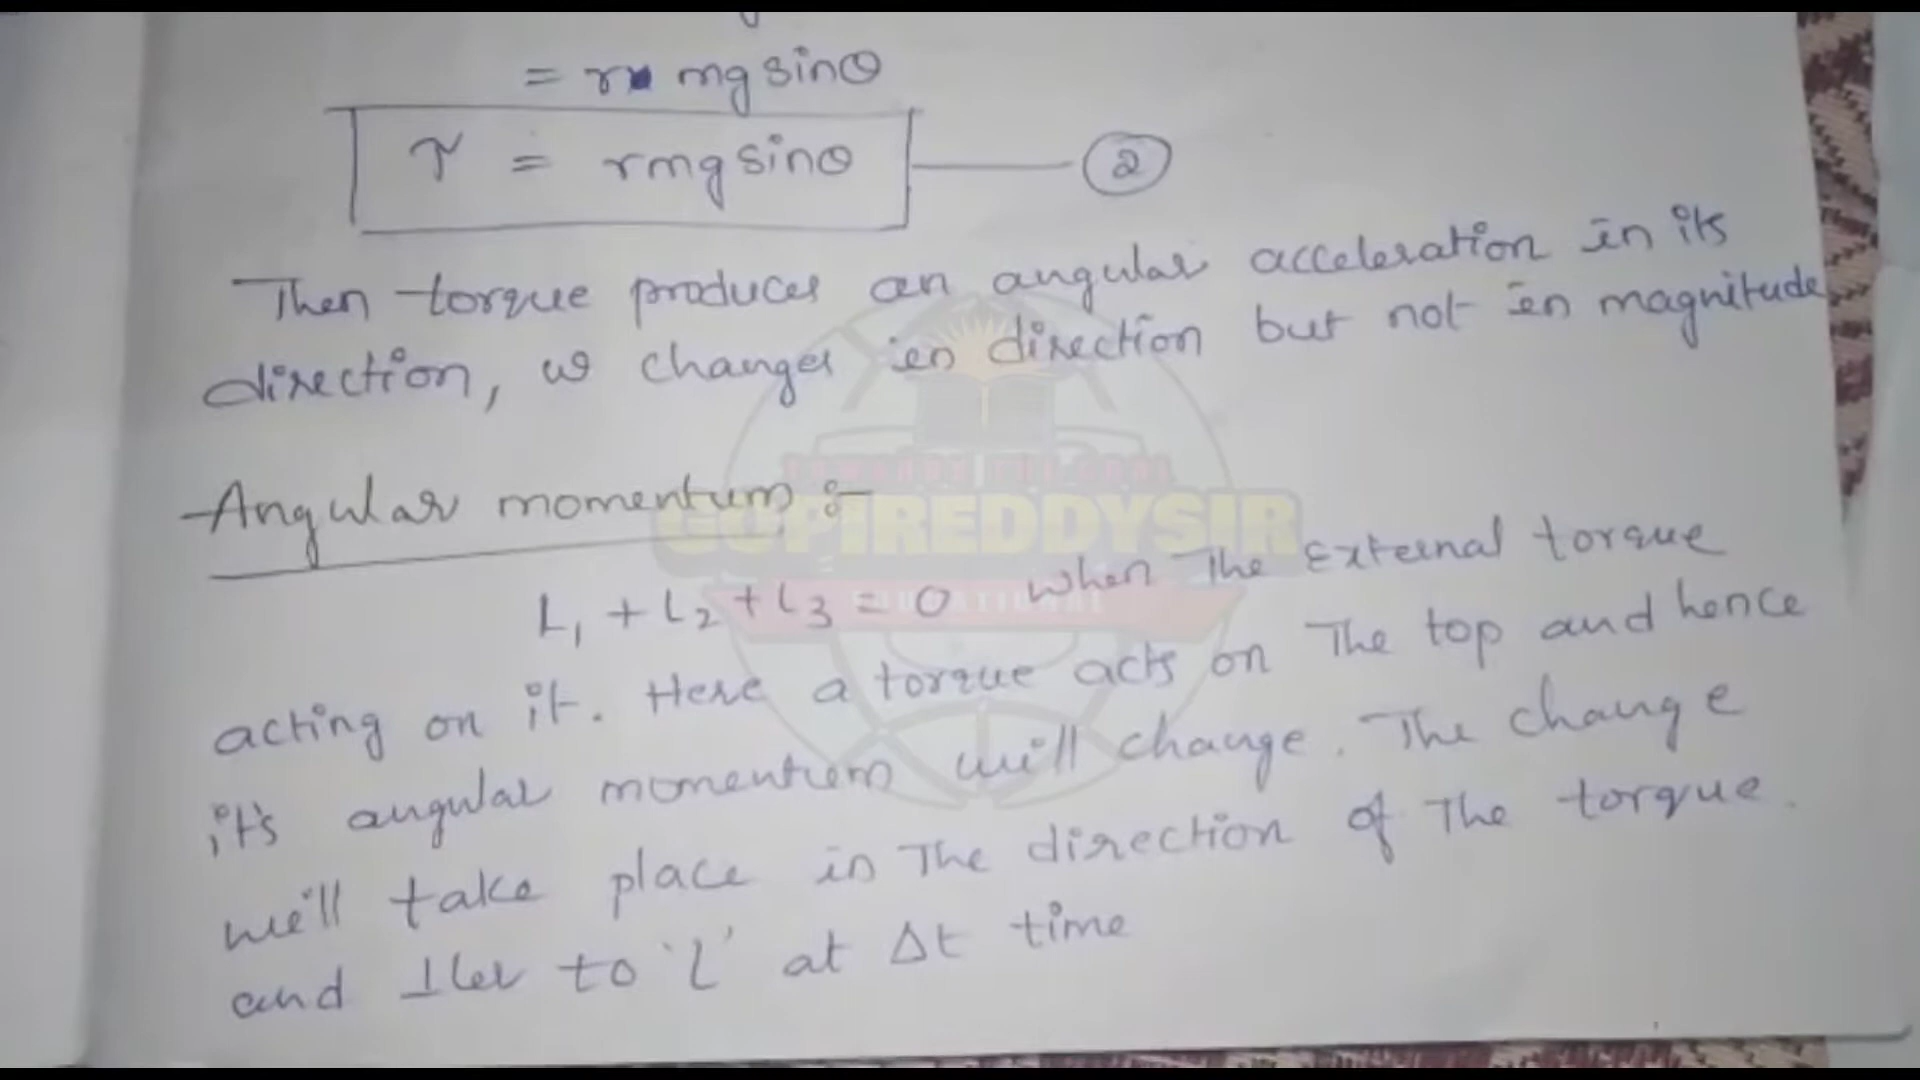 = r mg sinθ
τ = rmg sinθ — ②
Then torque produces an angular acceleration in its
direction, ω changes in direction but not in magnitude
Angular momentum :-
L₁ + L₂ + L₃ = 0 when The External torque
acting on it. Here a torque acts on The top and hence
it's angular momentum will change. The change
will take place in The direction of The torque.
and ⊥ler to 'L' at Δt time
GOPIREDDYSIR
EDUCATIONAL